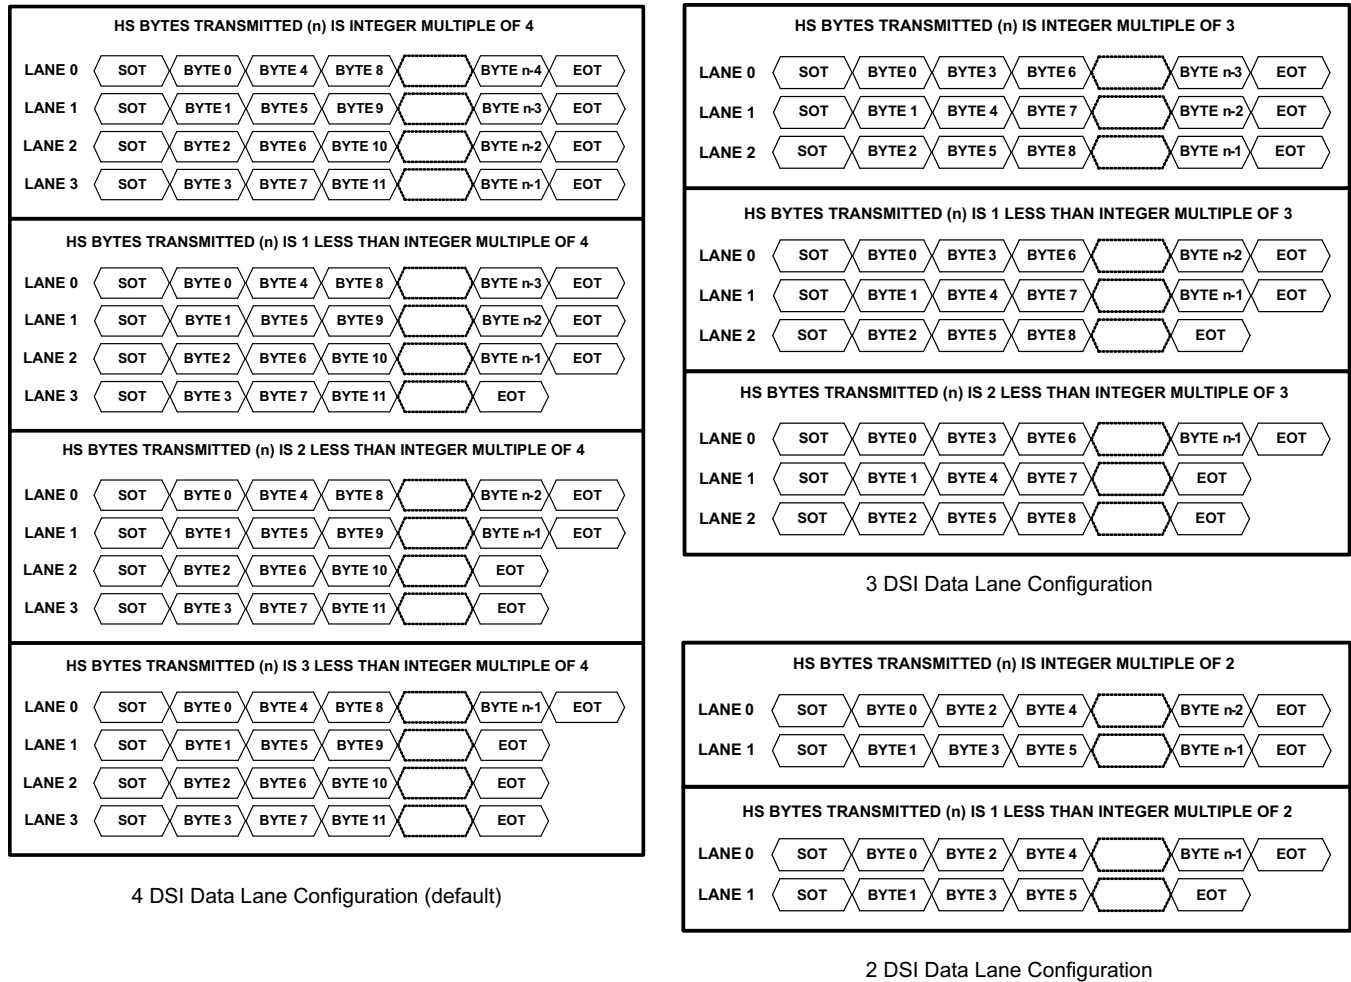 HS BYTES TRANSMITTED (n) IS INTEGER MULTIPLE OF 4
LANE 0 SOT BYTE 0 BYTE 4 BYTE 8 BYTE n-4 EOT
LANE 1 SOT BYTE 1 BYTE 5 BYTE 9 BYTE n-3 EOT
LANE 2 SOT BYTE 2 BYTE 6 BYTE 10 BYTE n-2 EOT
LANE 3 SOT BYTE 3 BYTE 7 BYTE 11 BYTE n-1 EOT
HS BYTES TRANSMITTED (n) IS 1 LESS THAN INTEGER MULTIPLE OF 4
LANE 0 SOT BYTE 0 BYTE 4 BYTE 8 BYTE n-3 EOT
LANE 1 SOT BYTE 1 BYTE 5 BYTE 9 BYTE n-2 EOT
LANE 2 SOT BYTE 2 BYTE 6 BYTE 10 BYTE n-1 EOT
LANE 3 SOT BYTE 3 BYTE 7 BYTE 11 EOT
HS BYTES TRANSMITTED (n) IS 2 LESS THAN INTEGER MULTIPLE OF 4
LANE 0 SOT BYTE 0 BYTE 4 BYTE 8 BYTE n-2 EOT
LANE 1 SOT BYTE 1 BYTE 5 BYTE 9 BYTE n-1 EOT
LANE 2 SOT BYTE 2 BYTE 6 BYTE 10 EOT
LANE 3 SOT BYTE 3 BYTE 7 BYTE 11 EOT
HS BYTES TRANSMITTED (n) IS 3 LESS THAN INTEGER MULTIPLE OF 4
LANE 0 SOT BYTE 0 BYTE 4 BYTE 8 BYTE n-1 EOT
LANE 1 SOT BYTE 1 BYTE 5 BYTE 9 EOT
LANE 2 SOT BYTE 2 BYTE 6 BYTE 10 EOT
LANE 3 SOT BYTE 3 BYTE 7 BYTE 11 EOT
4 DSI Data Lane Configuration (default)
HS BYTES TRANSMITTED (n) IS INTEGER MULTIPLE OF 3
LANE 0 SOT BYTE 0 BYTE 3 BYTE 6 BYTE n-3 EOT
LANE 1 SOT BYTE 1 BYTE 4 BYTE 7 BYTE n-2 EOT
LANE 2 SOT BYTE 2 BYTE 5 BYTE 8 BYTE n-1 EOT
HS BYTES TRANSMITTED (n) IS 1 LESS THAN INTEGER MULTIPLE OF 3
LANE 0 SOT BYTE 0 BYTE 3 BYTE 6 BYTE n-2 EOT
LANE 1 SOT BYTE 1 BYTE 4 BYTE 7 BYTE n-1 EOT
LANE 2 SOT BYTE 2 BYTE 5 BYTE 8 EOT
HS BYTES TRANSMITTED (n) IS 2 LESS THAN INTEGER MULTIPLE OF 3
LANE 0 SOT BYTE 0 BYTE 3 BYTE 6 BYTE n-1 EOT
LANE 1 SOT BYTE 1 BYTE 4 BYTE 7 EOT
LANE 2 SOT BYTE 2 BYTE 5 BYTE 8 EOT
3 DSI Data Lane Configuration
HS BYTES TRANSMITTED (n) IS INTEGER MULTIPLE OF 2
LANE 0 SOT BYTE 0 BYTE 2 BYTE 4 BYTE n-2 EOT
LANE 1 SOT BYTE 1 BYTE 3 BYTE 5 BYTE n-1 EOT
HS BYTES TRANSMITTED (n) IS 1 LESS THAN INTEGER MULTIPLE OF 2
LANE 0 SOT BYTE 0 BYTE 2 BYTE 4 BYTE n-1 EOT
LANE 1 SOT BYTE 1 BYTE 3 BYTE 5 EOT
2 DSI Data Lane Configuration